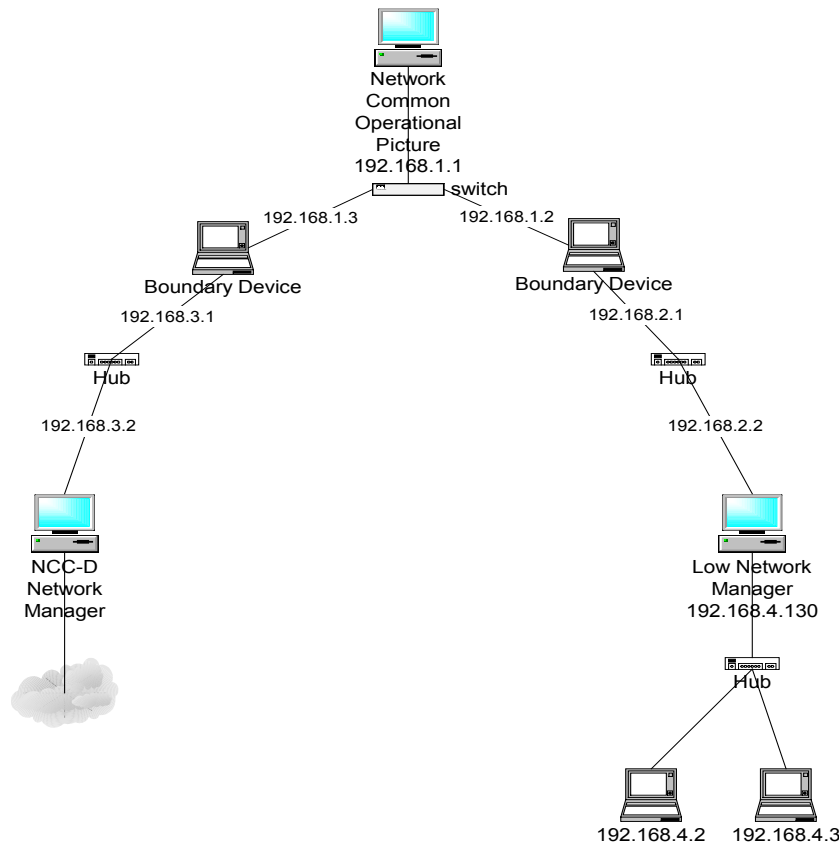 Network
Common
Operational
Picture
192.168.1.1
switch
192.168.1.3
192.168.1.2
Boundary Device
Boundary Device
192.168.3.1
192.168.2.1
Hub
Hub
192.168.3.2
192.168.2.2
NCC-D
Network
Manager
Low Network
Manager
192.168.4.130
Hub
192.168.4.2
192.168.4.3